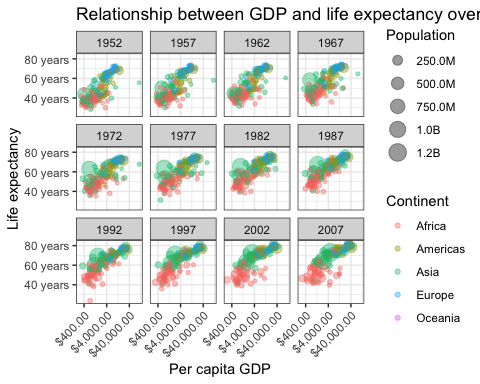 Relationship between GDP and life expectancy over
1952 1957 1962 1967
80 years
60 years
40 years
1972 1977 1982 1987
80 years
60 years
40 years
1992 1997 2002 2007
80 years
60 years
40 years
$400.00 $4,000.00 $40,000.00 $400.00 $4,000.00 $40,000.00 $400.00 $4,000.00 $40,000.00 $400.00 $4,000.00 $40,000.00
Per capita GDP
Life expectancy
Population
250.0M
500.0M
750.0M
1.0B
1.2B
Continent
Africa
Americas
Asia
Europe
Oceania